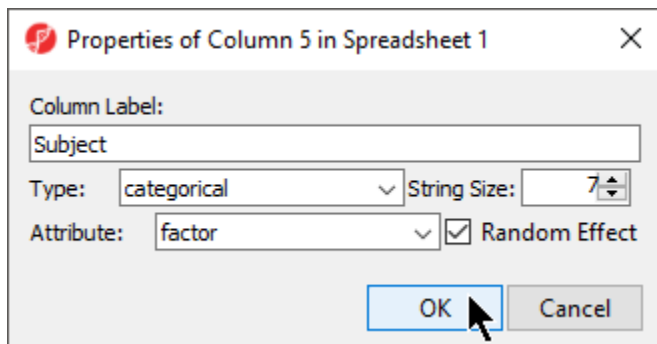 Properties of Column 5 in Spreadsheet 1
Column Label:
Subject
Type: categorical String Size: 7
Attribute: factor Random Effect
OK Cancel